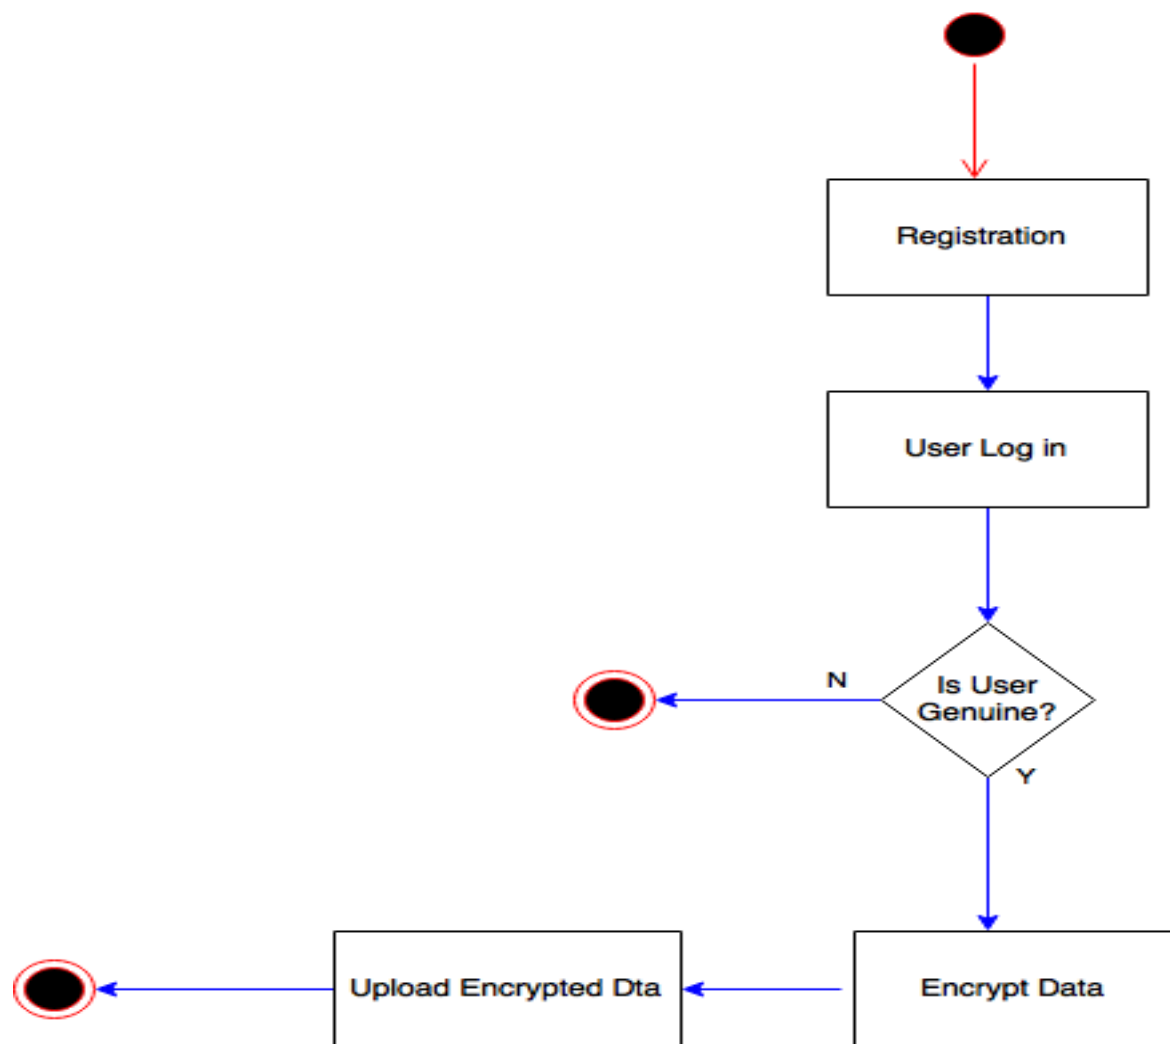 Registration
User Log in
N
Is User
Genuine?
Y
Upload Encrypted Dta
Encrypt Data